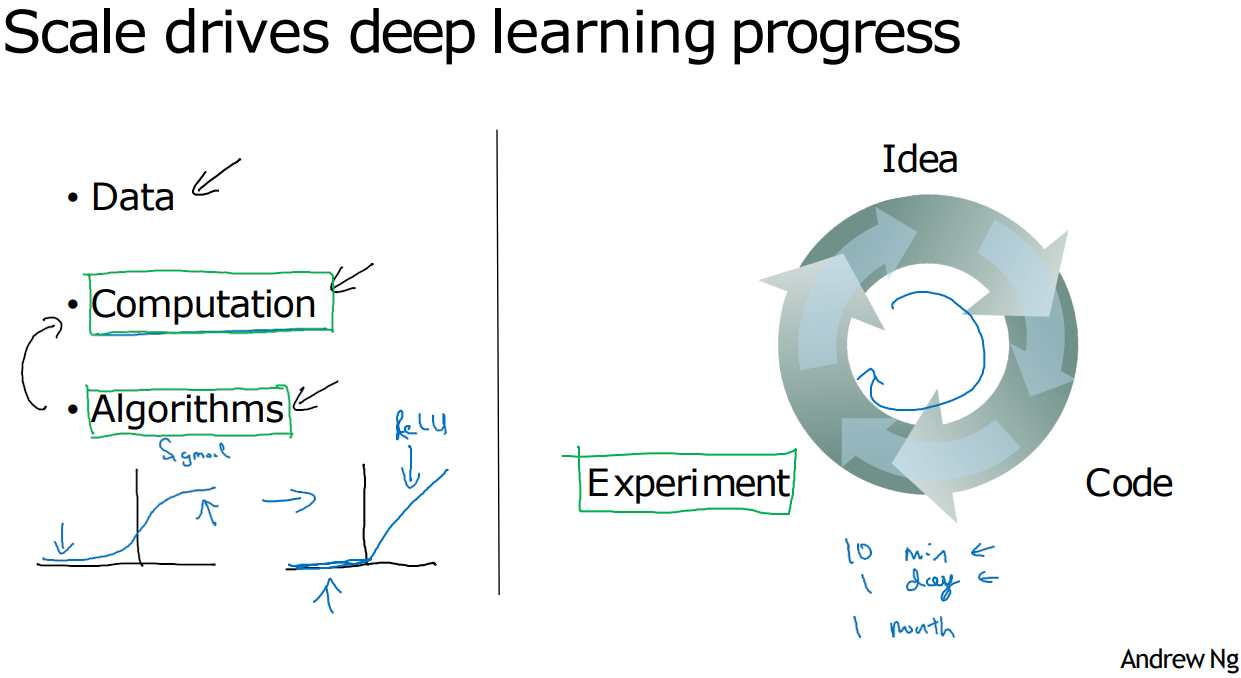 Scale drives deep learning progress
• Data
• Computation
• Algorithms
Sigmoid
ReLU
Idea
Code
Experiment
10 min
1 day
1 month
Andrew Ng